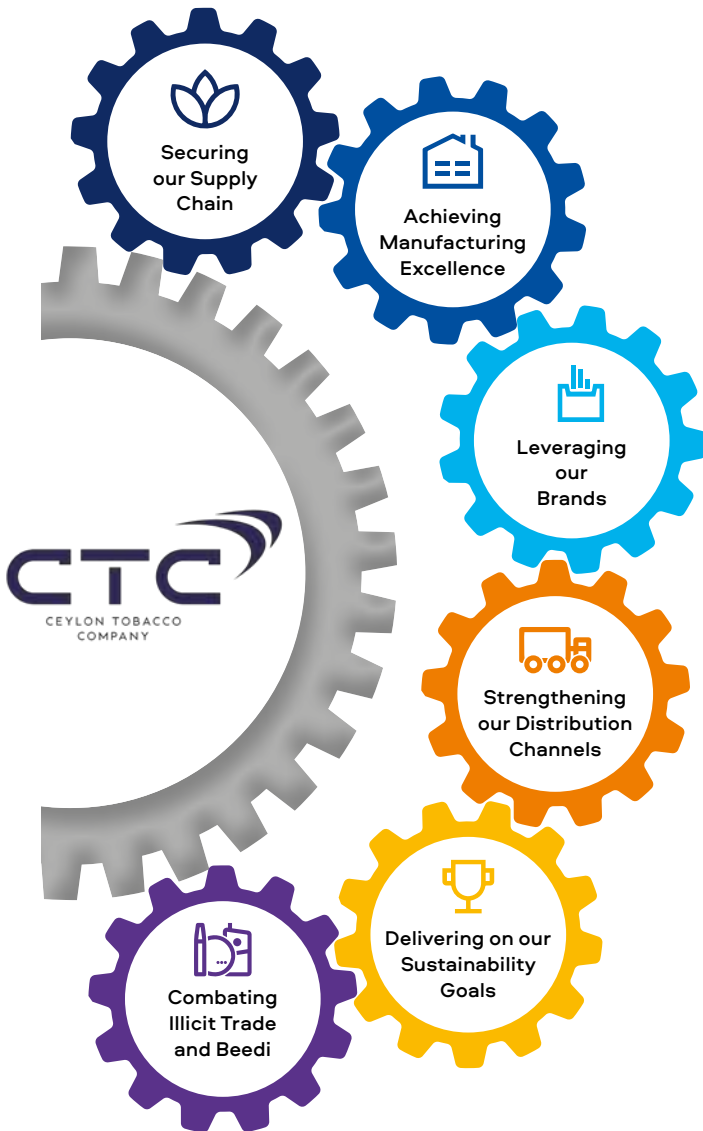 Securing
our Supply
Chain
Achieving
Manufacturing
Excellence
Leveraging
our
Brands
CTC
CEYLON TOBACCO
COMPANY
Strengthening
our Distribution
Channels
Delivering on our
Sustainability
Goals
Combating
Illicit Trade
and Beedi